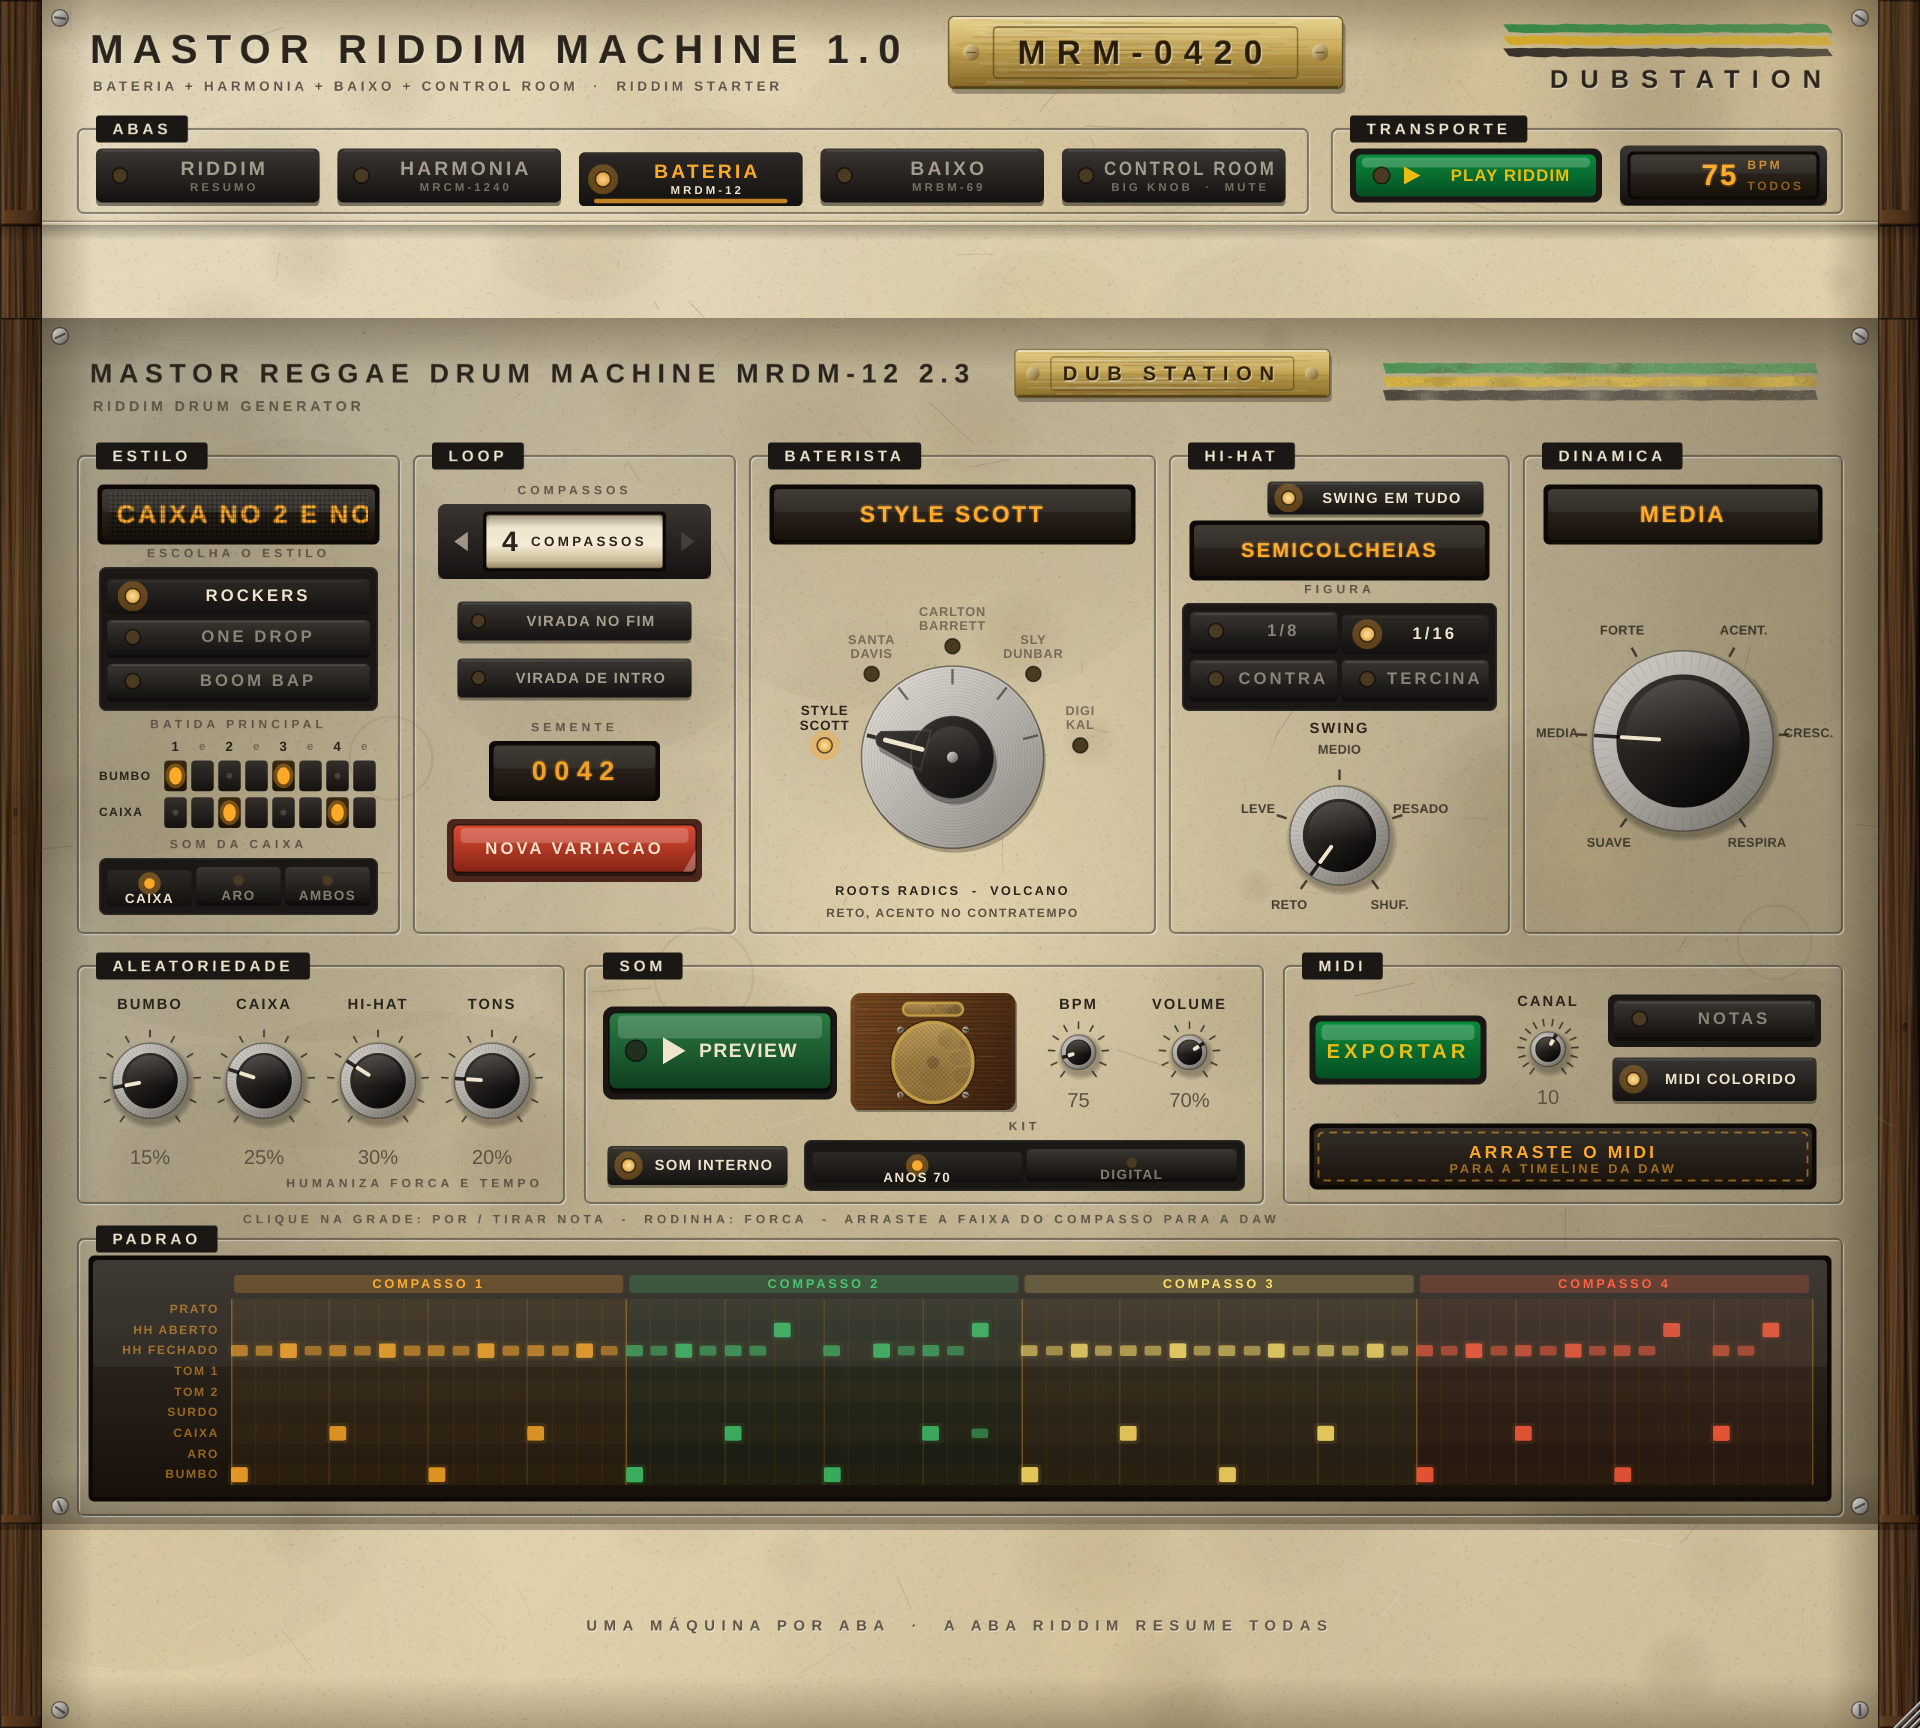 MASTOR RIDDIM MACHINE 1.0
BATERIA + HARMONIA + BAIXO + CONTROL ROOM · RIDDIM STARTER
MRM-0420
DUBSTATION
ABAS
RIDDIM
RESUMO
HARMONIA
MRCM-1240
BATERIA
MRDM-12
BAIXO
MRBM-69
CONTROL ROOM
BIG KNOB · MUTE
TRANSPORTE
PLAY RIDDIM
75 BPM
TODOS
MASTOR REGGAE DRUM MACHINE MRDM-12 2.3
RIDDIM DRUM GENERATOR
DUB STATION
ESTILO
CAIXA NO 2 E NO
ESCOLHA O ESTILO
ROCKERS
ONE DROP
BOOM BAP
BATIDA PRINCIPAL
1 e 2 e 3 e 4 e
BUMBO
CAIXA
SOM DA CAIXA
CAIXA ARO AMBOS
LOOP
COMPASSOS
4 COMPASSOS
VIRADA NO FIM
VIRADA DE INTRO
SEMENTE
0042
NOVA VARIACAO
BATERISTA
STYLE SCOTT
CARLTON
BARRETT
SANTA
DAVIS
SLY
DUNBAR
STYLE
SCOTT
DIGI
KAL
ROOTS RADICS - VOLCANO
RETO, ACENTO NO CONTRATEMPO
HI-HAT
SWING EM TUDO
SEMICOLCHEIAS
FIGURA
1/8 1/16
CONTRA TERCINA
SWING
MEDIO
LEVE PESADO
RETO SHUF.
DINAMICA
MEDIA
FORTE ACENT.
MEDIA CRESC.
SUAVE RESPIRA
ALEATORIEDADE
BUMBO CAIXA HI-HAT TONS
15% 25% 30% 20%
HUMANIZA FORCA E TEMPO
SOM
PREVIEW
BPM VOLUME
75 70%
KIT
SOM INTERNO
ANOS 70 DIGITAL
MIDI
EXPORTAR
CANAL
10
NOTAS
MIDI COLORIDO
ARRASTE O MIDI
PARA A TIMELINE DA DAW
CLIQUE NA GRADE: POR / TIRAR NOTA - RODINHA: FORCA - ARRASTE A FAIXA DO COMPASSO PARA A DAW
PADRAO
COMPASSO 1 COMPASSO 2 COMPASSO 3 COMPASSO 4
PRATO
HH ABERTO
HH FECHADO
TOM 1
TOM 2
SURDO
CAIXA
ARO
BUMBO
UMA MÁQUINA POR ABA · A ABA RIDDIM RESUME TODAS